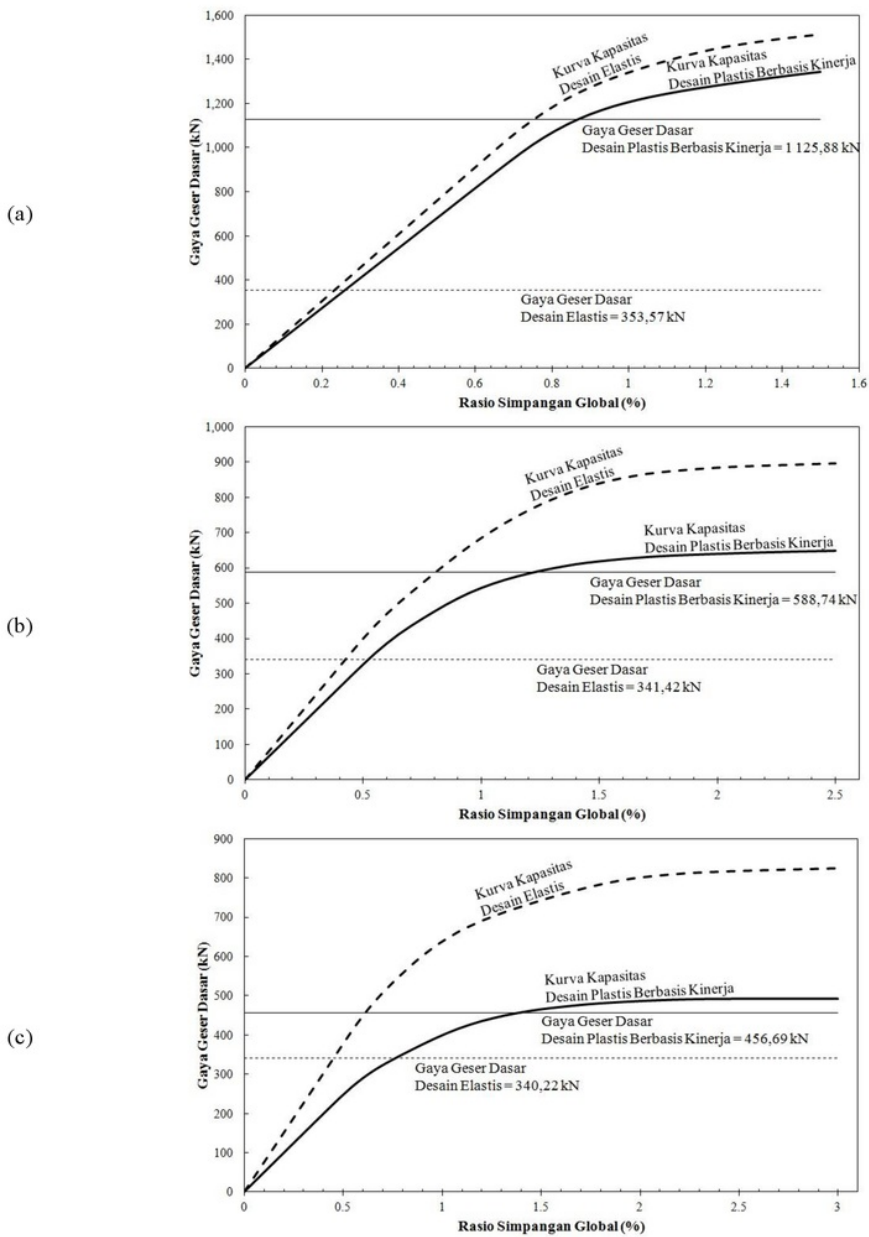 (a)
Gaya Geser Dasar (kN)
1,600
1,400
1,200
1,000
800
600
400
200
0
Kurva Kapasitas
Desain Elastis
Kurva Kapasitas
Desain Plastis Berbasis Kinerja
Gaya Geser Dasar
Desain Plastis Berbasis Kinerja = 1 125,88 kN
Gaya Geser Dasar
Desain Elastis = 353,57 kN
0 0.2 0.4 0.6 0.8 1 1.2 1.4 1.6
Rasio Simpangan Global (%)
(b)
Gaya Geser Dasar (kN)
1,000
900
800
700
600
500
400
300
200
100
0
Kurva Kapasitas
Desain Elastis
Kurva Kapasitas
Desain Plastis Berbasis Kinerja
Gaya Geser Dasar
Desain Plastis Berbasis Kinerja = 588,74 kN
Gaya Geser Dasar
Desain Elastis = 341,42 kN
0 0.5 1 1.5 2 2.5
Rasio Simpangan Global (%)
(c)
Gaya Geser Dasar (kN)
900
800
700
600
500
400
300
200
100
0
Kurva Kapasitas
Desain Elastis
Kurva Kapasitas
Desain Plastis Berbasis Kinerja
Gaya Geser Dasar
Desain Plastis Berbasis Kinerja = 456,69 kN
Gaya Geser Dasar
Desain Elastis = 340,22 kN
0 0.5 1 1.5 2 2.5 3
Rasio Simpangan Global (%)